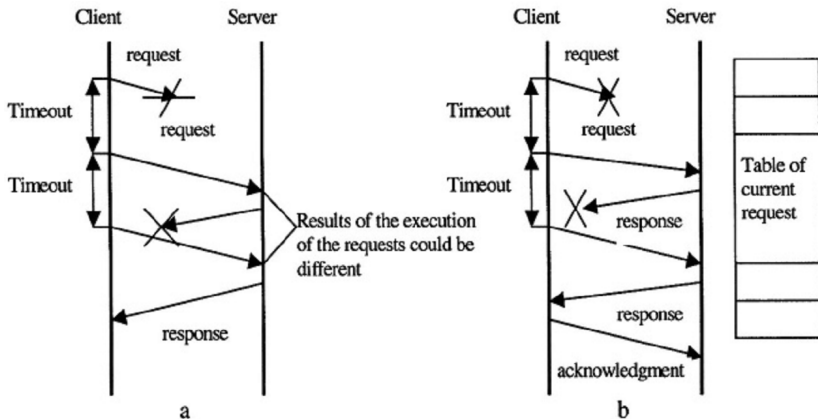 Client
Server
request
Timeout
request
Timeout
Results of the execution
of the requests could be
different
response
a
Client
Server
request
Timeout
request
Timeout
response
response
acknowledgment
b
Table of
current
request